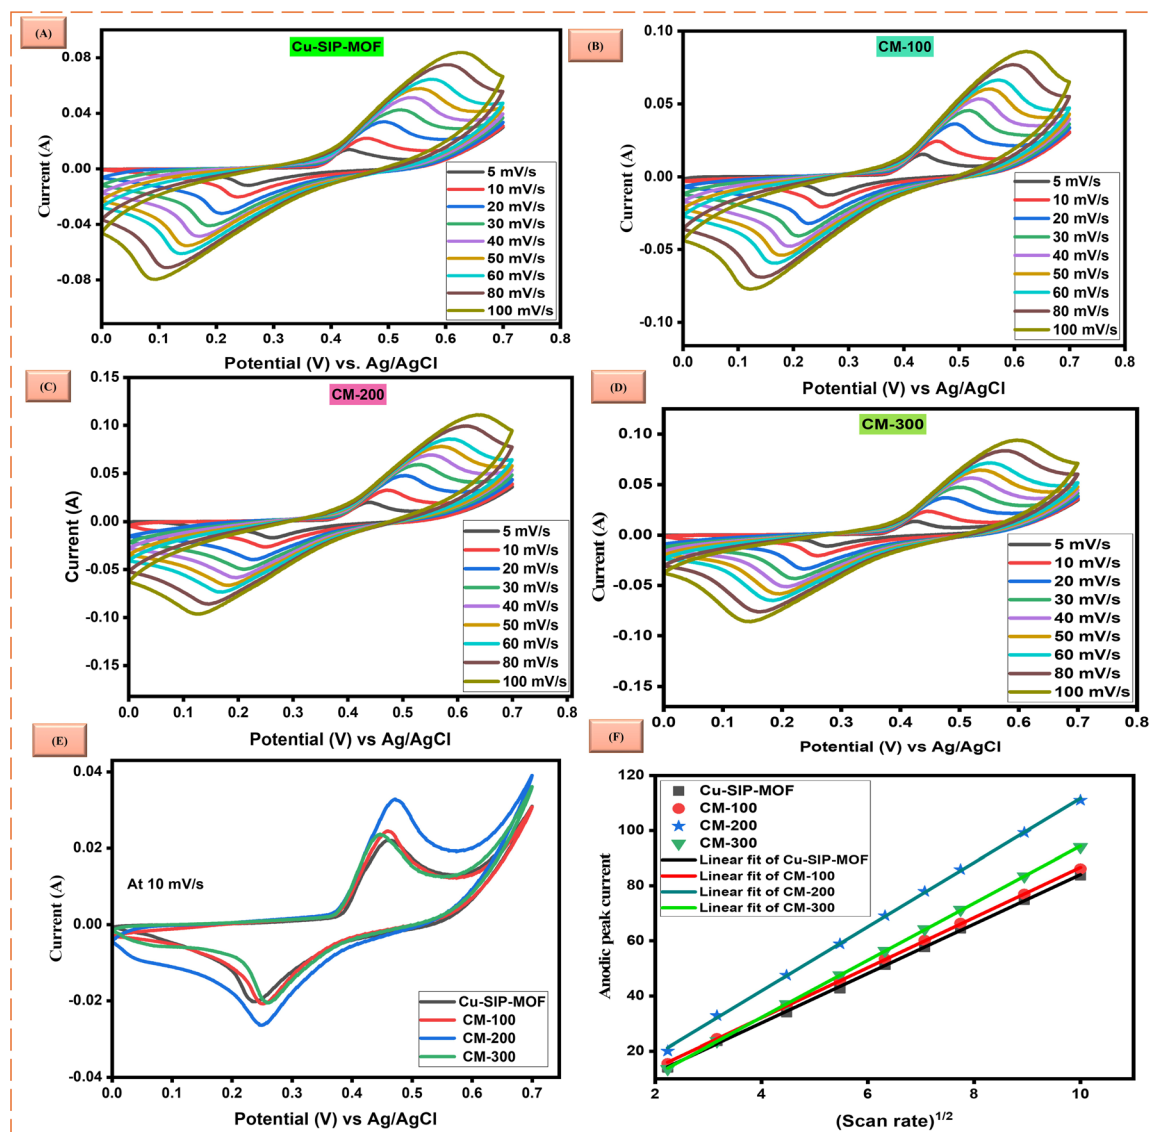 (A)
Cu-SIP-MOF
0.08
0.04
0.00
-0.04
-0.08
Current (A)
5 mV/s
10 mV/s
20 mV/s
30 mV/s
40 mV/s
50 mV/s
60 mV/s
80 mV/s
100 mV/s
0.0 0.1 0.2 0.3 0.4 0.5 0.6 0.7 0.8
Potential (V) vs. Ag/AgCl
(B)
CM-100
0.10
0.05
0.00
-0.05
-0.10
Current (A)
5 mV/s
10 mV/s
20 mV/s
30 mV/s
40 mV/s
50 mV/s
60 mV/s
80 mV/s
100 mV/s
0.0 0.1 0.2 0.3 0.4 0.5 0.6 0.7 0.8
Potential (V) vs Ag/AgCl
(C)
CM-200
0.15
0.10
0.05
0.00
-0.05
-0.10
-0.15
Current (A)
5 mV/s
10 mV/s
20 mV/s
30 mV/s
40 mV/s
50 mV/s
60 mV/s
80 mV/s
100 mV/s
0.0 0.1 0.2 0.3 0.4 0.5 0.6 0.7 0.8
Potential (V) vs Ag/AgCl
(D)
CM-300
0.10
0.05
0.00
-0.05
-0.10
-0.15
Current (A)
5 mV/s
10 mV/s
20 mV/s
30 mV/s
40 mV/s
50 mV/s
60 mV/s
80 mV/s
100 mV/s
0.0 0.1 0.2 0.3 0.4 0.5 0.6 0.7 0.8
Potential (V) vs Ag/AgCl
(E)
0.04
0.02
0.00
-0.02
-0.04
Current (A)
At 10 mV/s
Cu-SIP-MOF
CM-100
CM-200
CM-300
0.0 0.1 0.2 0.3 0.4 0.5 0.6 0.7
Potential (V) vs Ag/AgCl
(F)
120
100
80
60
40
20
Anodic peak current
Cu-SIP-MOF
CM-100
CM-200
CM-300
Linear fit of Cu-SIP-MOF
Linear fit of CM-100
Linear fit of CM-200
Linear fit of CM-300
2 4 6 8 10
(Scan rate)1/2